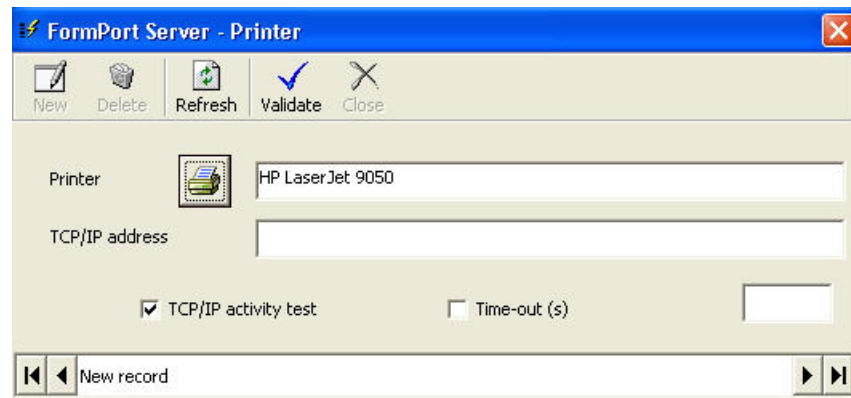 FormPort Server - Printer
New Delete Refresh Validate Close
Printer HP LaserJet 9050
TCP/IP address
TCP/IP activity test Time-out (s)
New record